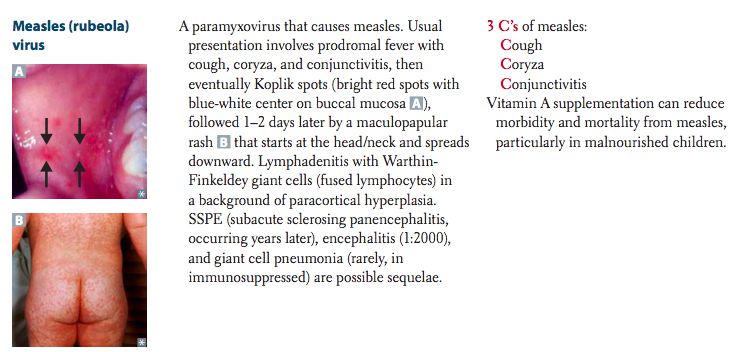 Measles (rubeola)
virus
A
B
A paramyxovirus that causes measles. Usual
presentation involves prodromal fever with
cough, coryza, and conjunctivitis, then
eventually Koplik spots (bright red spots with
blue-white center on buccal mucosa A),
followed 1–2 days later by a maculopapular
rash B that starts at the head/neck and spreads
downward. Lymphadenitis with Warthin-
Finkeldey giant cells (fused lymphocytes) in
a background of paracortical hyperplasia.
SSPE (subacute sclerosing panencephalitis,
occurring years later), encephalitis (1:2000),
and giant cell pneumonia (rarely, in
immunosuppressed) are possible sequelae.
3 C's of measles:
Cough
Coryza
Conjunctivitis
Vitamin A supplementation can reduce
morbidity and mortality from measles,
particularly in malnourished children.